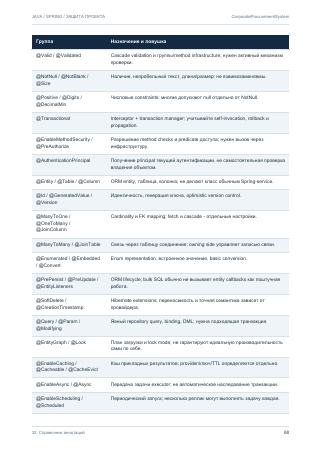 JAVA / SPRING / ЗАЩИТА ПРОЕКТА
CorporateProcurementSystem
Группа
Назначение и ловушка
@Valid / @Validated
Cascade validation и группы/method infrastructure; нужен активный механизм
проверки.
@NotNull / @NotBlank /
@Size
Наличие, непробельный текст, длина/размер; не взаимозаменяемы.
@Positive / @Digits /
@DecimalMin
Числовые constraints: многие допускают null отдельно от NotNull.
@Transactional
Interceptor + transaction manager; учитывайте self-invocation, rollback и
propagation.
@EnableMethodSecurity /
@PreAuthorize
Разрешение method checks и predicate доступа; нужен вызов через
инфраструктуру.
@AuthenticationPrincipal
Получение principal текущей аутентификации, не самостоятельная проверка
владения объектом.
@Entity / @Table / @Column
ORM entity, таблица, колонка; не делают класс обычным Spring-service.
@Id / @GeneratedValue /
@Version
Идентичность, генерация ключа, optimistic version control.
@ManyToOne /
@OneToMany /
@JoinColumn
Cardinality и FK mapping; fetch и cascade - отдельные настройки.
@ManyToMany / @JoinTable
Связь через таблицу соединения; owning side управляет записью связи.
@Enumerated / @Embedded
/ @Convert
Enum representation, встроенное значение, basic conversion.
@PrePersist / @PreUpdate /
@EntityListeners
ORM lifecycle; bulk SQL обычно не вызывает entity callbacks как поштучная
работа.
@SoftDelete /
@CreationTimestamp
Hibernate extensions, переносимость и точная семантика зависят от
провайдера.
@Query / @Param /
@Modifying
Явный repository query, binding, DML; нужна подходящая транзакция.
@EntityGraph / @Lock
План загрузки и lock mode; не гарантируют идеальную производительность
сами по себе.
@EnableCaching /
@Cacheable / @CacheEvict
Кэш прикладных результатов; provider/ключ/TTL определяется отдельно.
@EnableAsync / @Async
Передача задачи executor; не автоматическое наследование транзакции.
@EnableScheduling /
@Scheduled
Периодический запуск; несколько реплик могут выполнять задачу каждая.
32. Справочник аннотаций
68